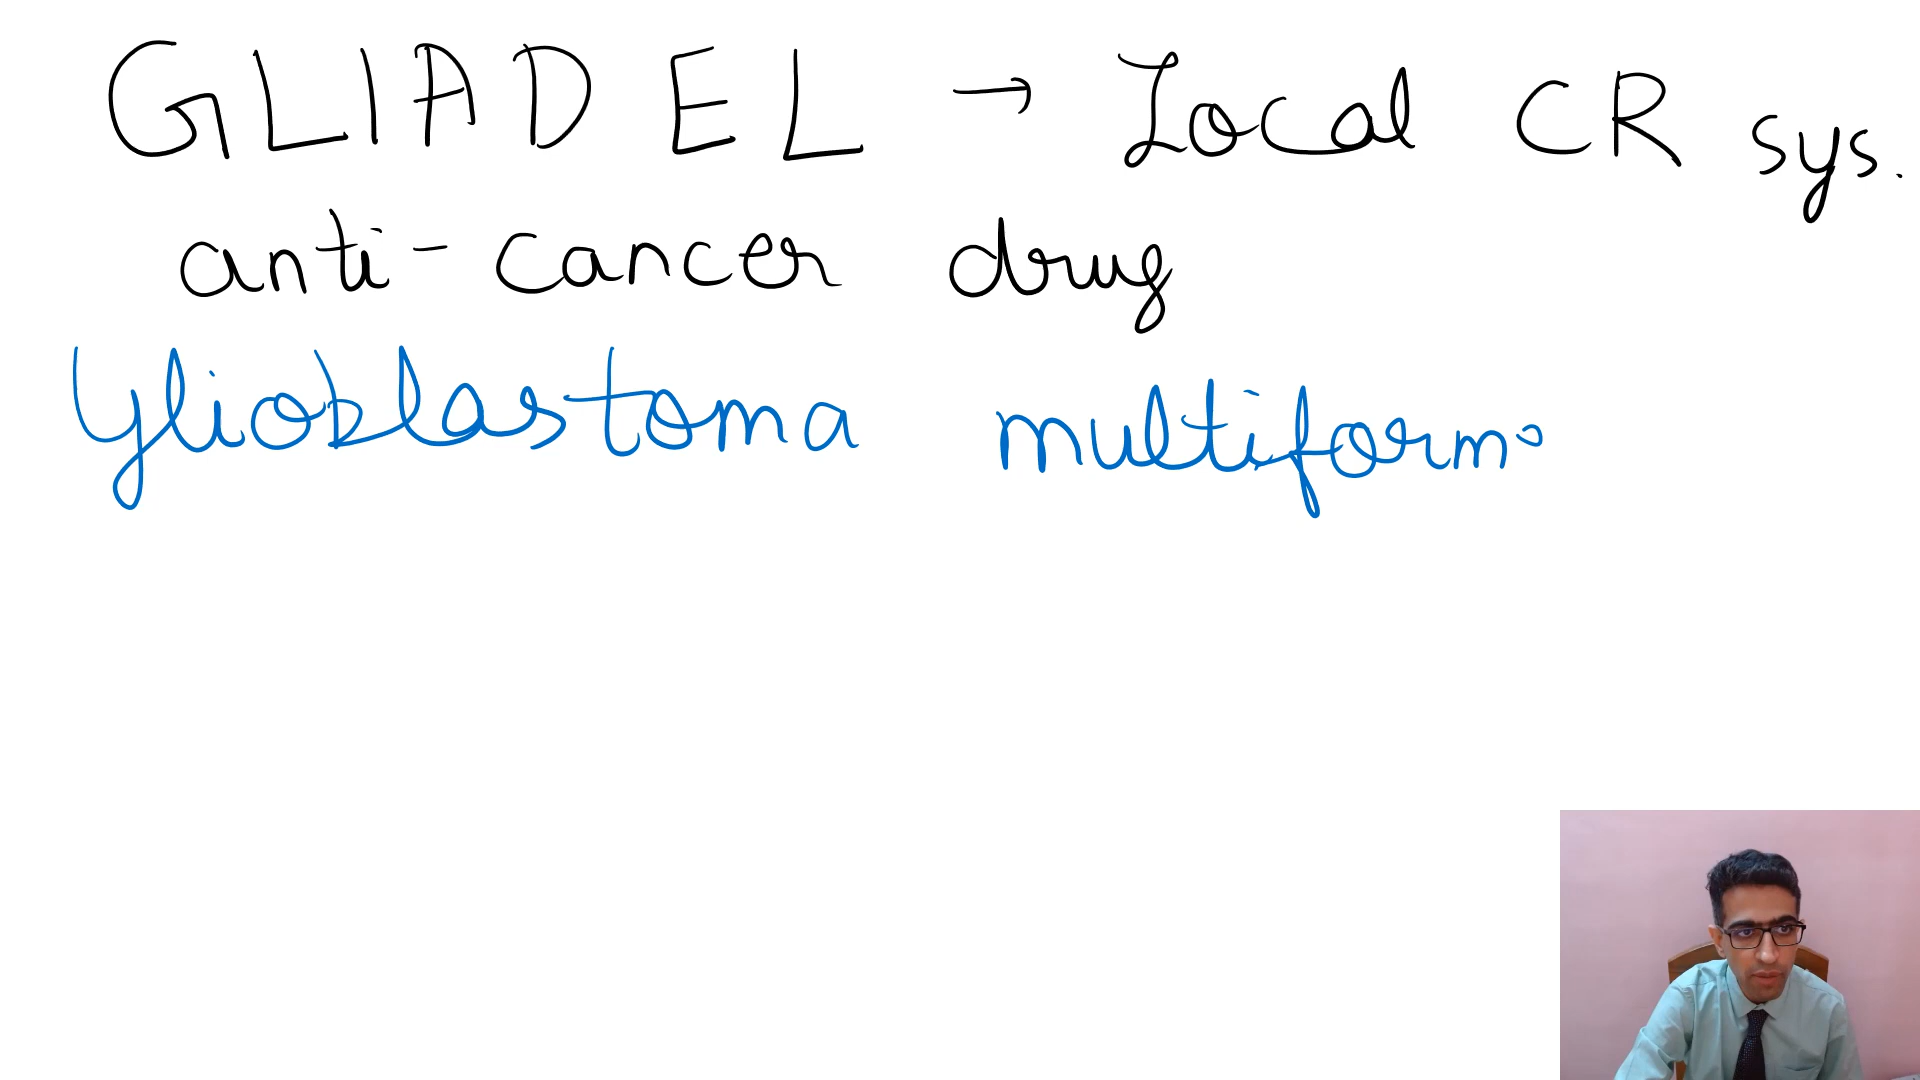 GLIADEL → Local CR sys.
anti-cancer drug
glioblastoma multiforme